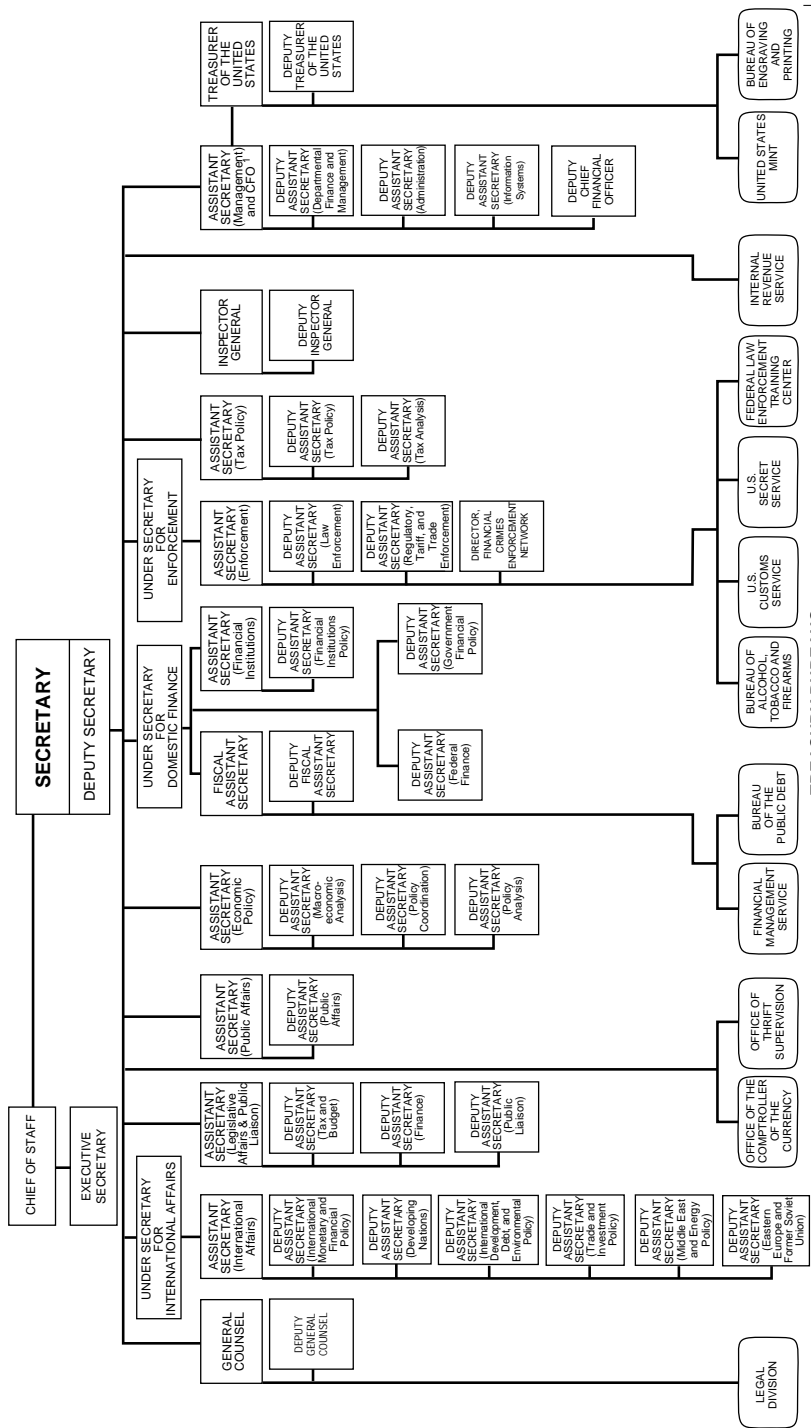 SECRETARY
DEPUTY SECRETARY
CHIEF OF STAFF
EXECUTIVE
SECRETARY
GENERAL
COUNSEL
DEPUTY
GENERAL
COUNSEL
LEGAL
DIVISION
UNDER SECRETARY
FOR
INTERNATIONAL AFFAIRS
ASSISTANT
SECRETARY
(International
Affairs)
DEPUTY
ASSISTANT
SECRETARY
(International
Monetary and
Financial
Policy)
DEPUTY
ASSISTANT
SECRETARY
(Developing
Nations)
DEPUTY
ASSISTANT
SECRETARY
(International
Development,
Debt, and
Environmental
Policy)
DEPUTY
ASSISTANT
SECRETARY
(Trade and
Investment
Policy)
DEPUTY
ASSISTANT
SECRETARY
(Middle East
and Energy
Policy)
DEPUTY
ASSISTANT
SECRETARY
(Eastern
Europe and
Former Soviet
Union)
ASSISTANT
SECRETARY
(Legislative
Affairs & Public
Liaison)
DEPUTY
ASSISTANT
SECRETARY
(Tax and
Budget)
DEPUTY
ASSISTANT
SECRETARY
(Finance)
DEPUTY
ASSISTANT
SECRETARY
(Public
Liaison)
OFFICE OF THE
COMPTROLLER
OF THE
CURRENCY
OFFICE OF
THRIFT
SUPERVISION
ASSISTANT
SECRETARY
(Public Affairs)
DEPUTY
ASSISTANT
SECRETARY
(Public
Affairs)
ASSISTANT
SECRETARY
(Economic
Policy)
DEPUTY
ASSISTANT
SECRETARY
(Macro-
economic
Analysis)
DEPUTY
ASSISTANT
SECRETARY
(Policy
Coordination)
DEPUTY
ASSISTANT
SECRETARY
(Policy
Analysis)
UNDER SECRETARY
FOR
DOMESTIC FINANCE
FISCAL
ASSISTANT
SECRETARY
DEPUTY
FISCAL
ASSISTANT
SECRETARY
ASSISTANT
SECRETARY
(Financial
Institutions)
DEPUTY
ASSISTANT
SECRETARY
(Financial
Institutions
Policy)
DEPUTY
ASSISTANT
SECRETARY
(Federal
Finance)
DEPUTY
ASSISTANT
SECRETARY
(Government
Financial
Policy)
FINANCIAL
MANAGEMENT
SERVICE
BUREAU
OF THE
PUBLIC DEBT
UNDER SECRETARY
FOR
ENFORCEMENT
ASSISTANT
SECRETARY
(Enforcement)
DEPUTY
ASSISTANT
SECRETARY
(Law
Enforcement)
DEPUTY
ASSISTANT
SECRETARY
(Regulatory,
Tariff, and
Trade
Enforcement)
DIRECTOR,
FINANCIAL
CRIMES
ENFORCEMENT
NETWORK
BUREAU OF
ALCOHOL,
TOBACCO AND
FIREARMS
U.S.
CUSTOMS
SERVICE
U.S.
SECRET
SERVICE
FEDERAL LAW
ENFORCEMENT
TRAINING
CENTER
ASSISTANT
SECRETARY
(Tax Policy)
DEPUTY
ASSISTANT
SECRETARY
(Tax Policy)
DEPUTY
ASSISTANT
SECRETARY
(Tax Analysis)
INSPECTOR
GENERAL
DEPUTY
INSPECTOR
GENERAL
INTERNAL
REVENUE
SERVICE
ASSISTANT
SECRETARY
(Management)
and CFO 1
DEPUTY
ASSISTANT
SECRETARY
(Departmental
Finance and
Management)
DEPUTY
ASSISTANT
SECRETARY
(Administration)
DEPUTY
ASSISTANT
SECRETARY
(Information
Systems)
DEPUTY
CHIEF
FINANCIAL
OFFICER
TREASURER
OF THE
UNITED
STATES
DEPUTY
TREASURER
OF THE
UNITED
STATES
UNITED STATES
MINT
BUREAU OF
ENGRAVING
AND
PRINTING